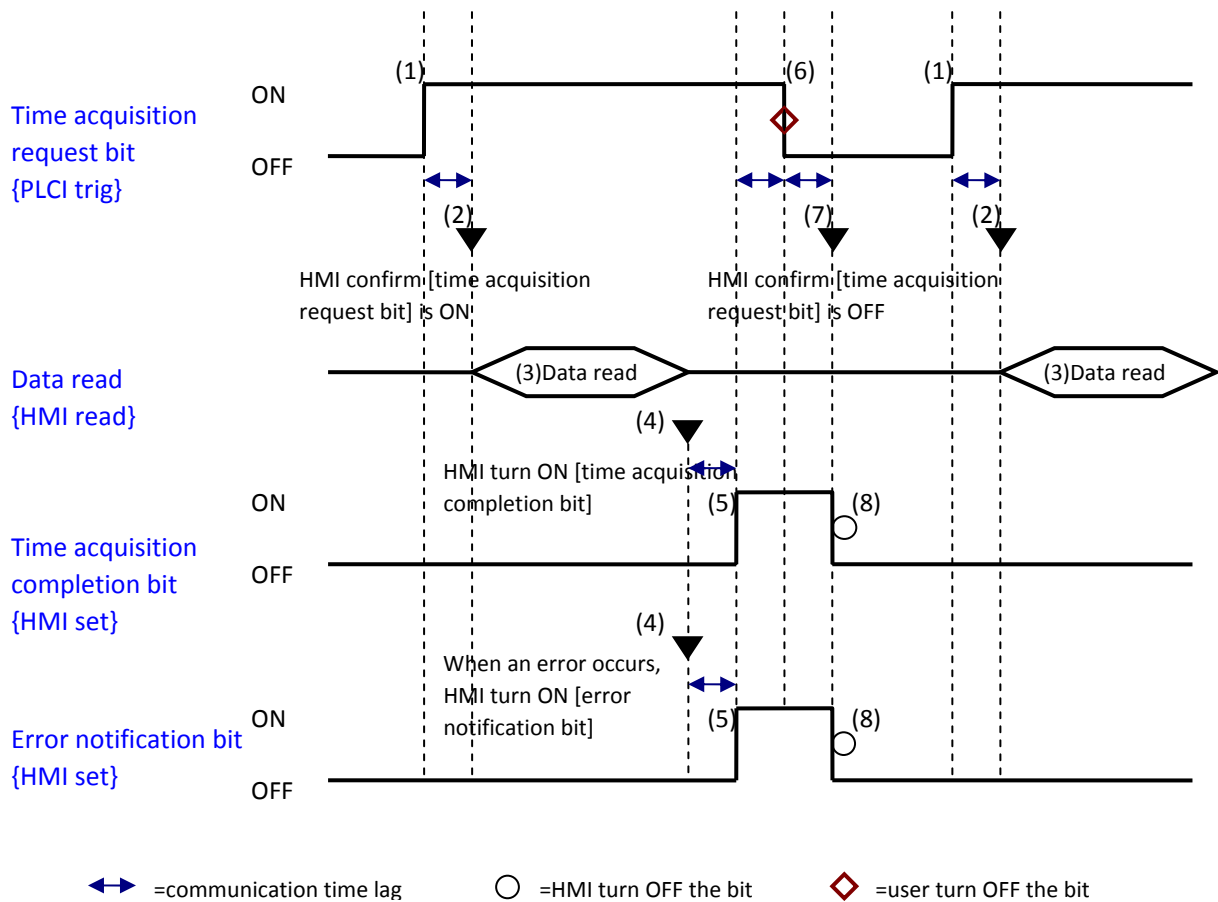 (1)
(6)
(1)
ON
Time acquisition
request bit
{PLCI trig}
OFF
(2)
(7)
(2)
HMI confirm [time acquisition
request bit] is ON
HMI confirm [time acquisition
request bit] is OFF
Data read
{HMI read}
(3)Data read
(3)Data read
(4)
HMI turn ON [time acquisition
completion bit]
ON
(5)
(8)
Time acquisition
completion bit
{HMI set}
OFF
(4)
When an error occurs,
HMI turn ON [error
notification bit]
ON
(5)
(8)
Error notification bit
{HMI set}
OFF
=communication time lag
=HMI turn OFF the bit
=user turn OFF the bit